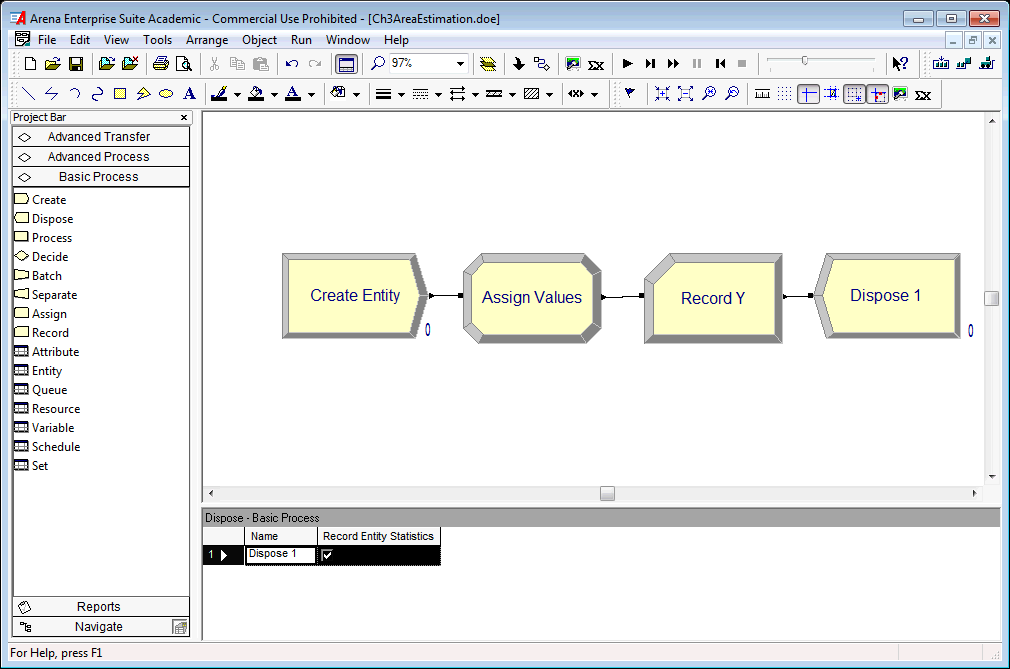 Arena Enterprise Suite Academic - Commercial Use Prohibited - [Ch3AreaEstimation.doe]
File Edit View Tools Arrange Object Run Window Help
97%
Project Bar
Advanced Transfer
Advanced Process
Basic Process
Create
Dispose
Process
Decide
Batch
Separate
Assign
Record
Attribute
Entity
Queue
Resource
Variable
Schedule
Set
Reports
Navigate
Create Entity
0
Assign Values
Record Y
Dispose 1
0
Dispose - Basic Process
Name Record Entity Statistics
1 Dispose 1
For Help, press F1